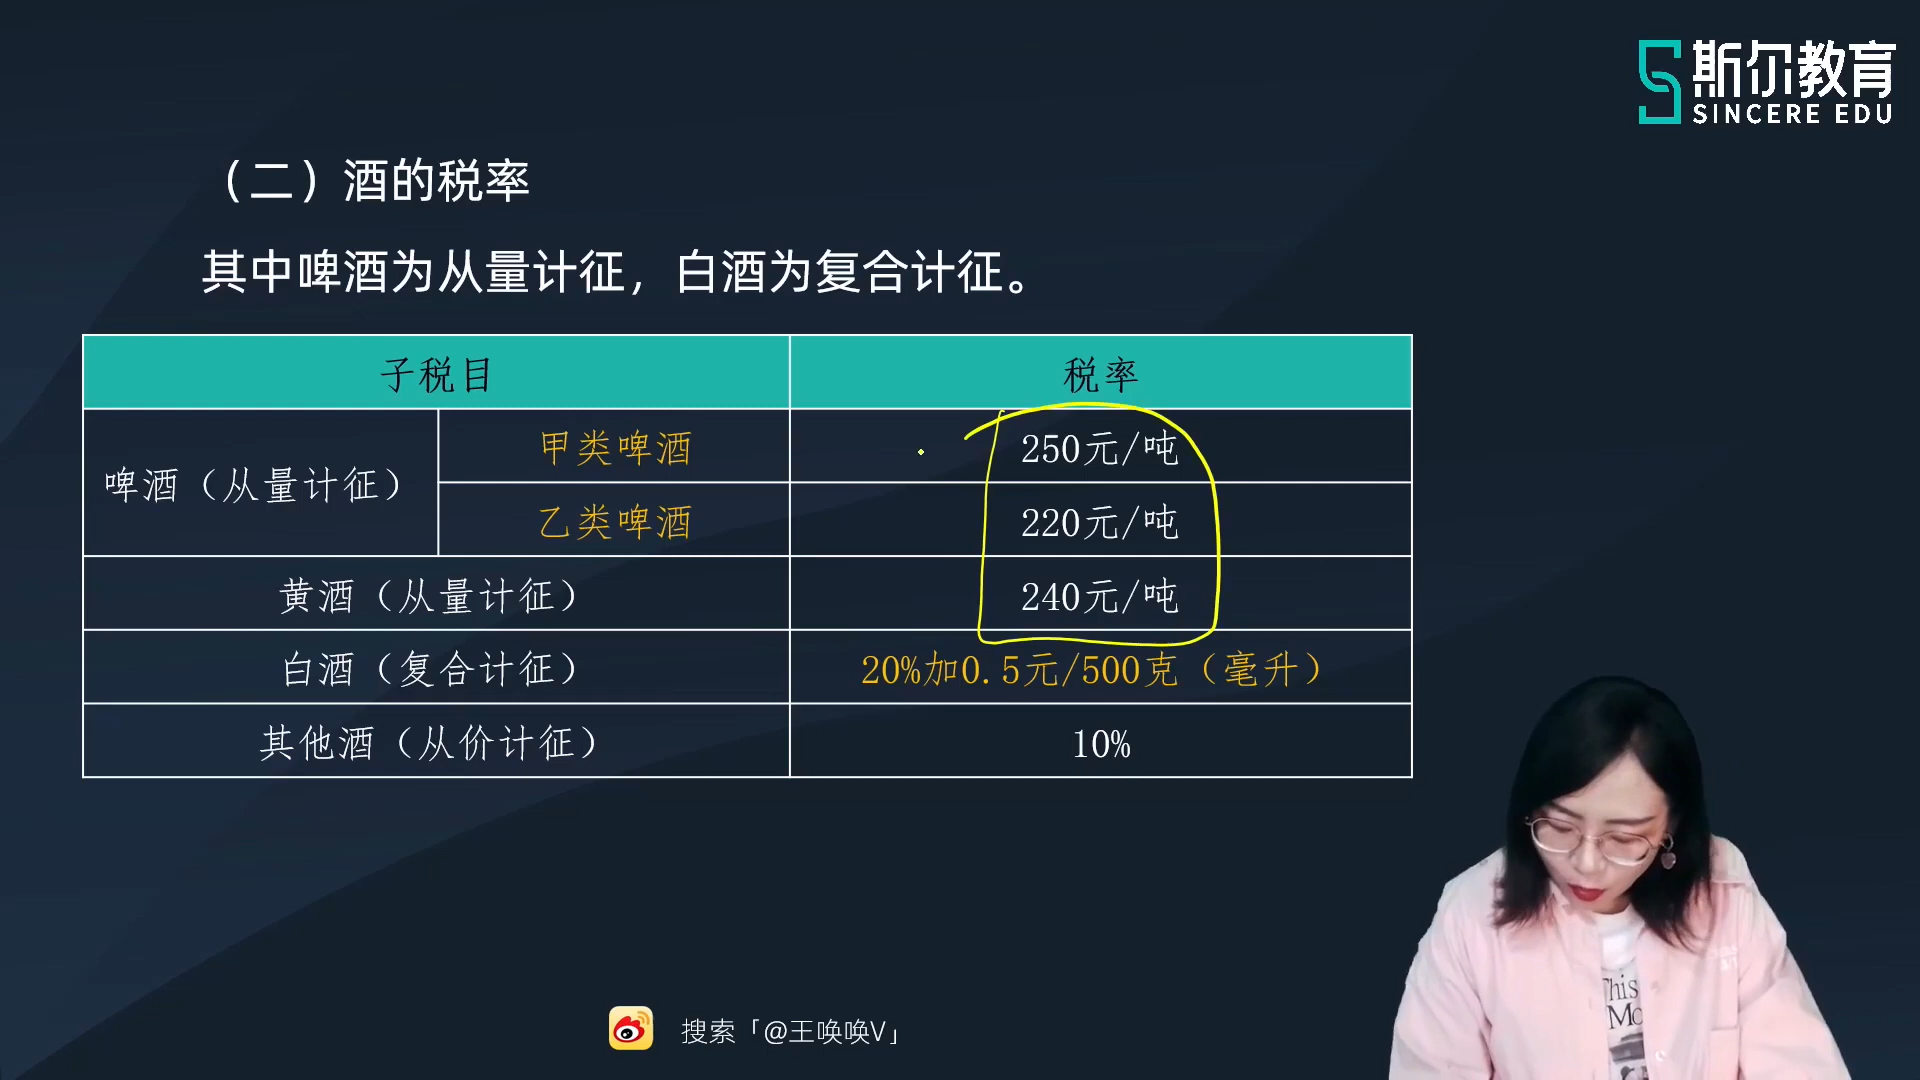 斯尔教育
SINCERE EDU
（二）酒的税率
其中啤酒为从量计征，白酒为复合计征。
子税目 税率
啤酒（从量计征） 甲类啤酒 250元/吨
乙类啤酒 220元/吨
黄酒（从量计征） 240元/吨
白酒（复合计征） 20%加0.5元/500克（毫升）
其他酒（从价计征） 10%
This
Mo
搜索「@王唤唤V」